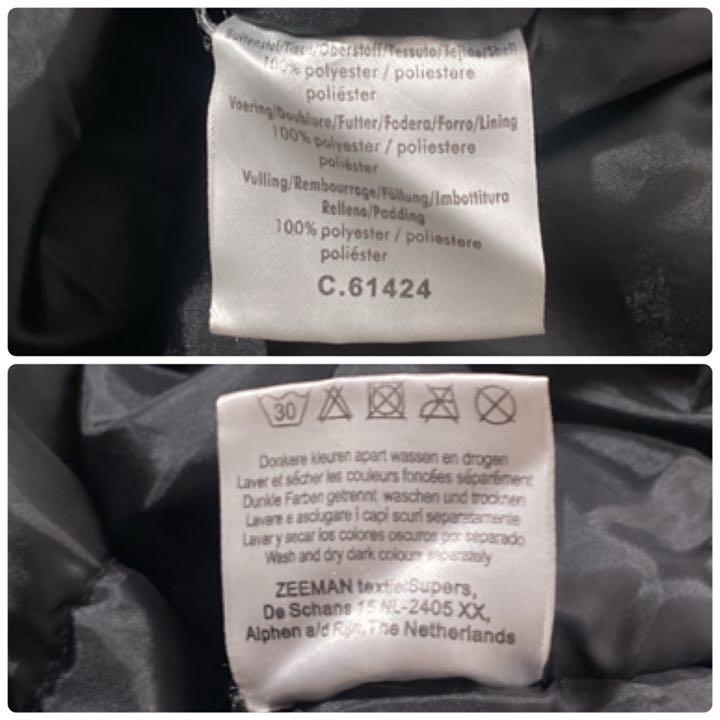 Buitenstof/Tissu/Oberstoff/Tessuto/Tejido/Shell
100% polyester / poliestere
poliéster
Voering/Doublure/Futter/Fodera/Forro/Lining
100% polyester / poliestere
poliéster
Vulling/Rembourrage/Füllung/Imbottitura
Relleno/Padding
100% polyester / poliestere
poliéster
C.61424
30
Donkere kleuren apart wassen en drogen
Laver et sécher les couleurs foncées séparément
Dunkle Farben getrennt waschen und trocknen
Lavare e asciugare i capi scuri separatamente
Lavar y secar los colores oscuros por separado
Wash and dry dark colours separately
ZEEMAN textielSupers,
De Schans 15 NL-2405 XX,
Alphen a/d Rijn, The Netherlands